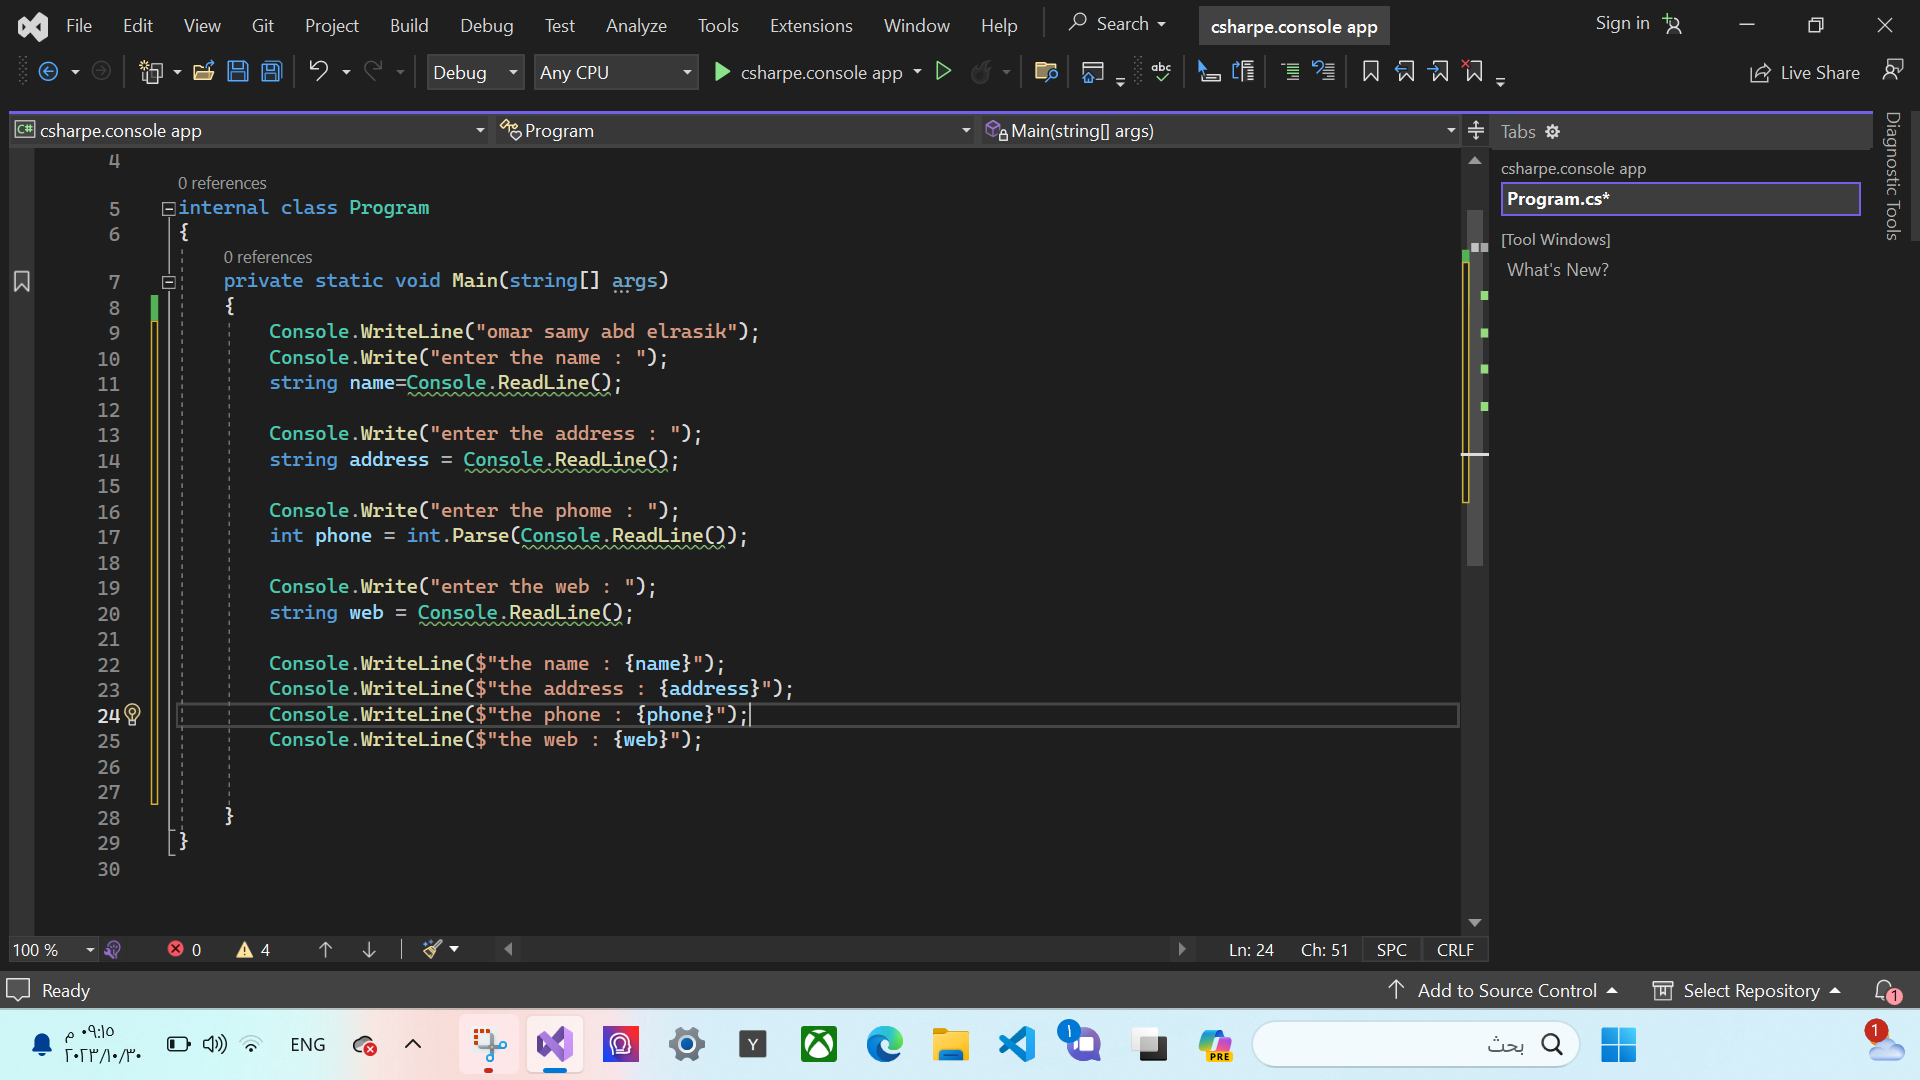 File Edit View Git Project Build Debug Test Analyze Tools Extensions Window Help Search csharpe.console app Sign in
Debug Any CPU csharpe.console app abc Live Share
C# csharpe.console app Program Main(string[] args) Tabs
Diagnostic Tools
csharpe.console app
Program.cs*
[Tool Windows]
What's New?
4
0 references
5 internal class Program
6 {
0 references
7 private static void Main(string[] args)
8 {
9 Console.WriteLine("omar samy abd elrasik");
10 Console.Write("enter the name : ");
11 string name=Console.ReadLine();
12
13 Console.Write("enter the address : ");
14 string address = Console.ReadLine();
15
16 Console.Write("enter the phome : ");
17 int phone = int.Parse(Console.ReadLine());
18
19 Console.Write("enter the web : ");
20 string web = Console.ReadLine();
21
22 Console.WriteLine($"the name : {name}");
23 Console.WriteLine($"the address : {address}");
24 Console.WriteLine($"the phone : {phone}");
25 Console.WriteLine($"the web : {web}");
26
27
28 }
29 }
30
100 % 0 4 Ln: 24 Ch: 51 SPC CRLF
Ready Add to Source Control Select Repository 1
٠٩:١٥ م
٢٠٢٣/١٠/٣٠
ENG Y ١ PRE بحث 1